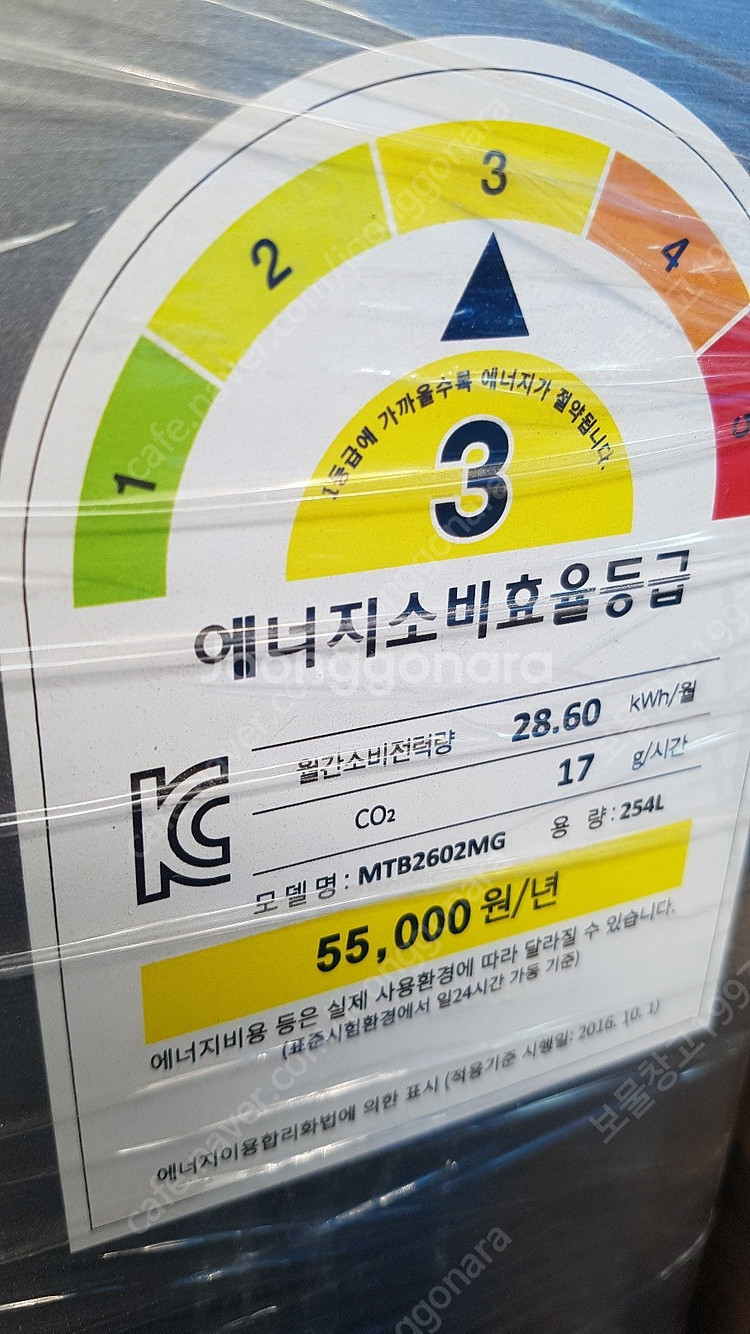 1
2
3
4
5
1등급에 가까울수록 에너지가 절약됩니다.
3
에너지소비효율등급
joonggonara
월간소비전력량 28.60 kWh/월
CO₂ 17 g/시간
모델명 : MTB2602MG 용 량 : 254L
55,000 원/년
에너지비용 등은 실제 사용환경에 따라 달라질 수 있습니다.
(표준시험환경에서 일24시간 가동 기준)
에너지이용합리화법에 의한 표시 (적용기준 시행일: 2016. 10. 1)
cafe.naver.com/joonggonara